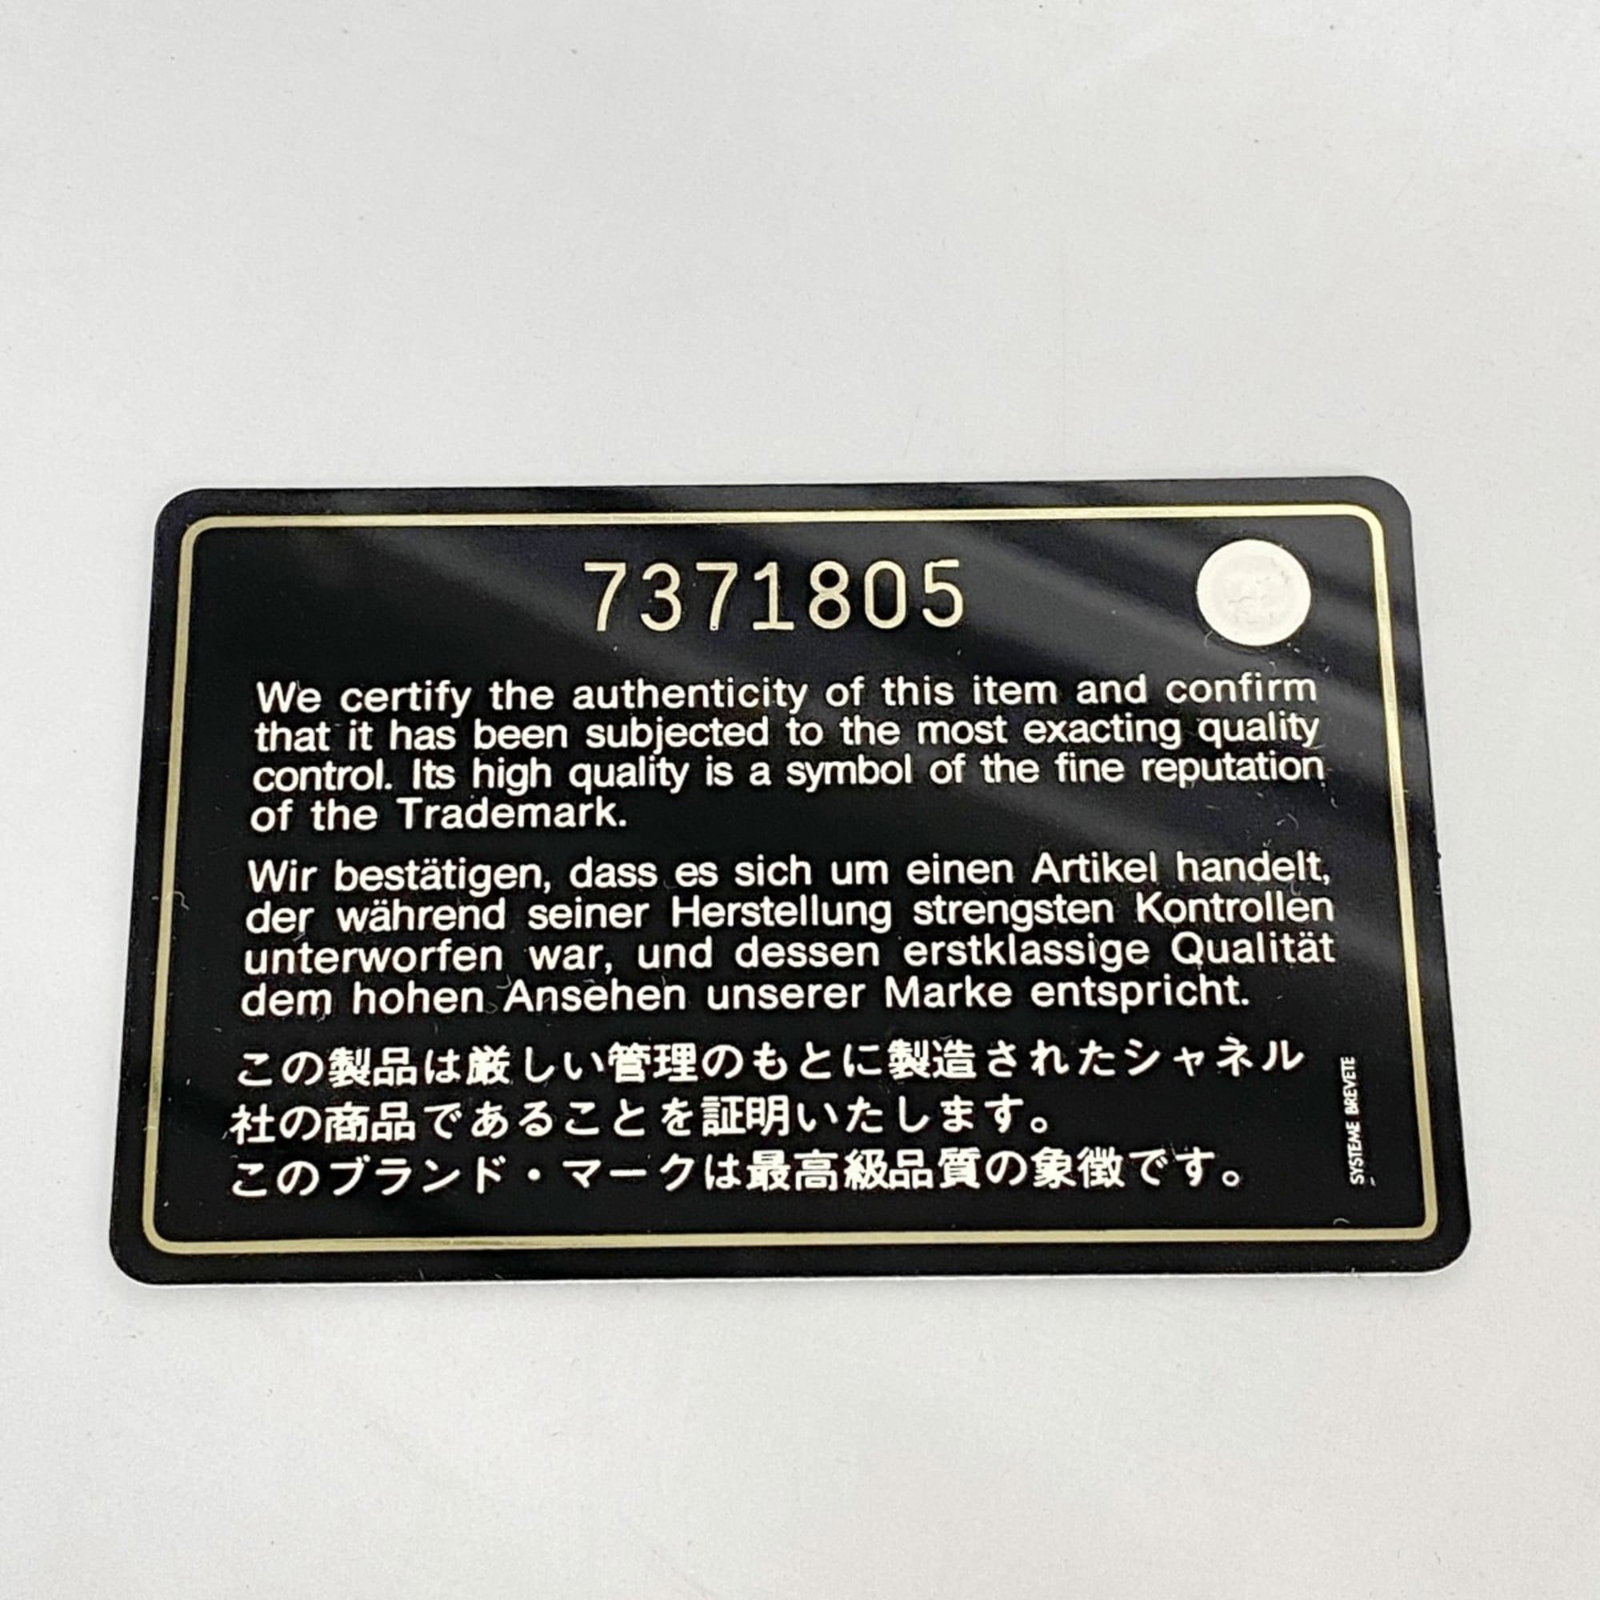 7371805
We certify the authenticity of this item and confirm
that it has been subjected to the most exacting quality
control. Its high quality is a symbol of the fine reputation
of the Trademark.
Wir bestätigen, dass es sich um einen Artikel handelt,
der während seiner Herstellung strengsten Kontrollen
unterworfen war, und dessen erstklassige Qualität
dem hohen Ansehen unserer Marke entspricht.
この製品は厳しい管理のもとに製造されたシャネル
社の商品であることを証明いたします。
このブランド・マークは最高級品質の象徴です。
SYSTEME BREVETE